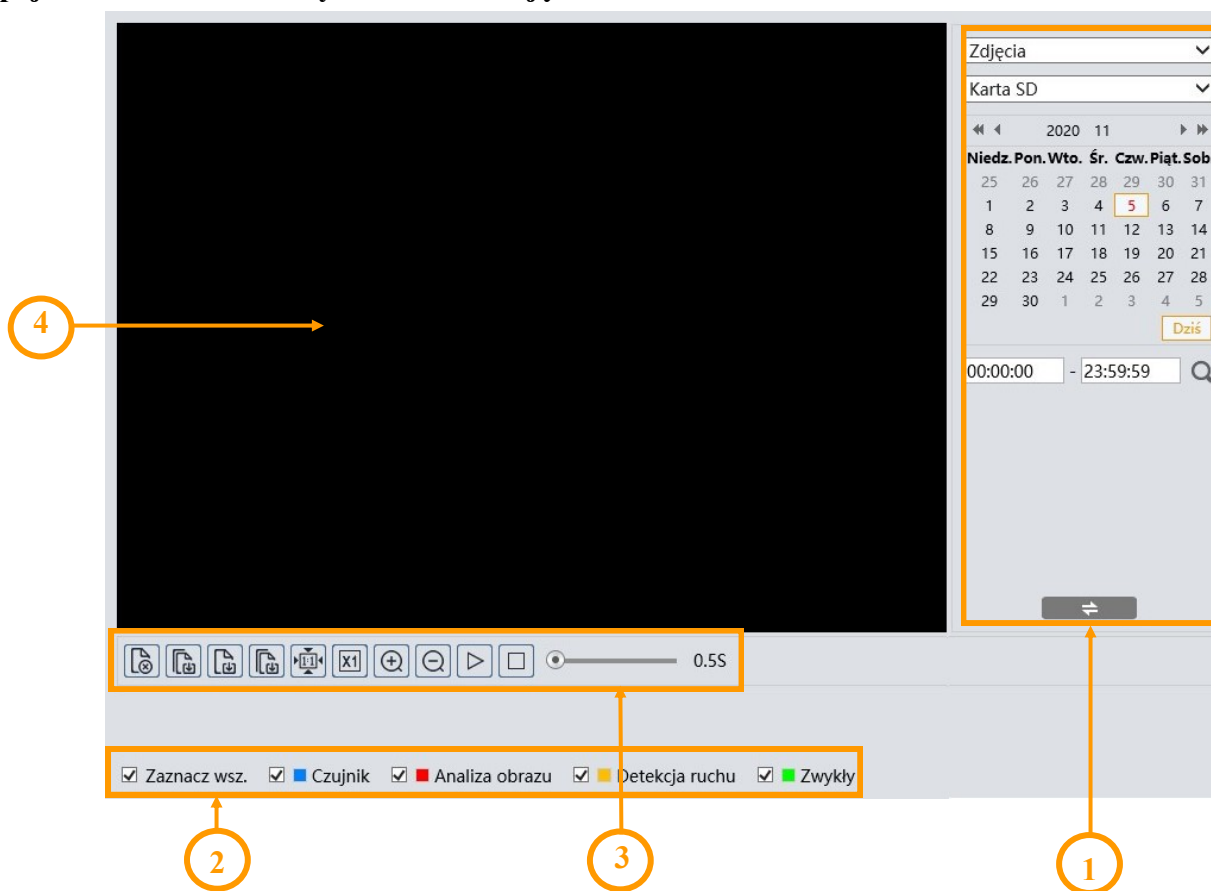 Zdjęcia
Karta SD
2020 11
Niedz. Pon. Wto. Śr. Czw. Piąt. Sob
25 26 27 28 29 30 31
1 2 3 4 5 6 7
8 9 10 11 12 13 14
15 16 17 18 19 20 21
22 23 24 25 26 27 28
29 30 1 2 3 4 5
Dziś
00:00:00 - 23:59:59
4
1:1 X1 0.5S
Zaznacz wsz. Czujnik Analiza obrazu Detekcja ruchu Zwykły
2 3 1